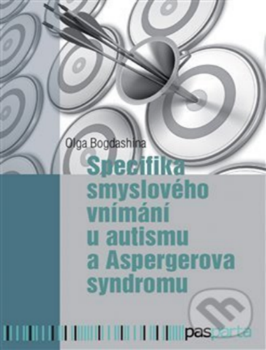 Olga Bogdashina
Specifika
smyslového
vnímání
u autismu
a Aspergerova
syndromu
pasparta